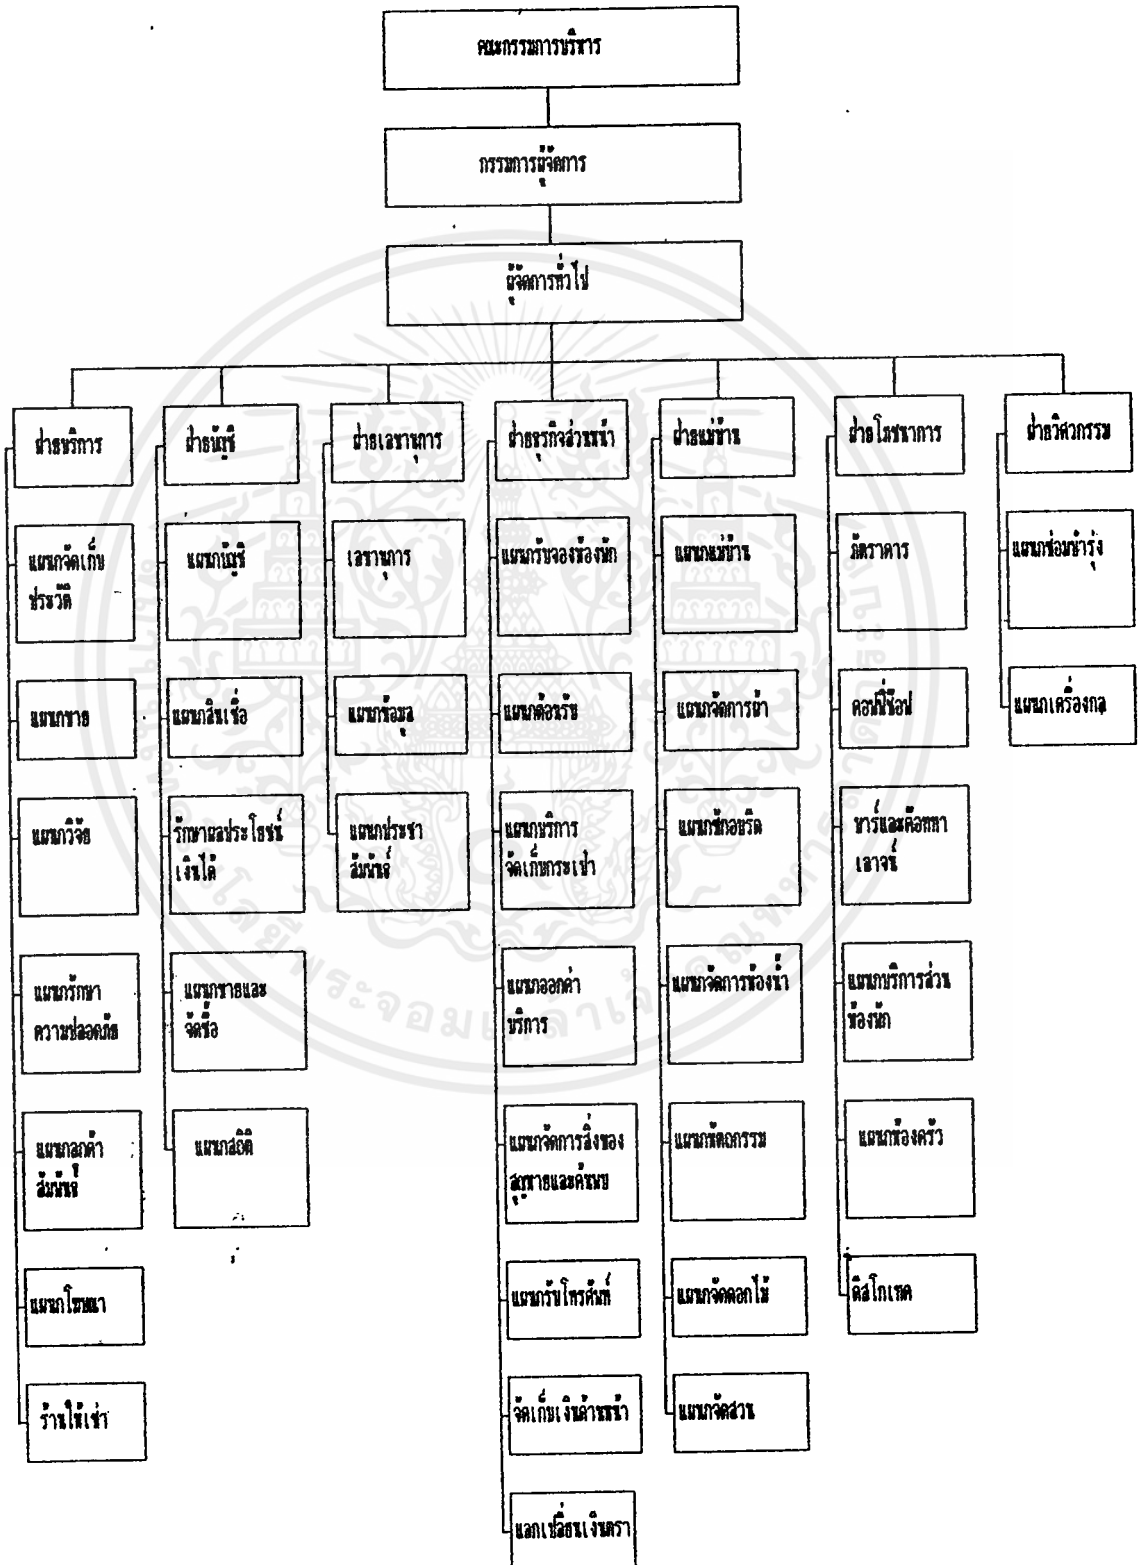 คณะกรรมการบริหาร
กรรมการผู้จัดการ
ผู้จัดการทั่วไป
ฝ่ายบริการ
แผนกจัดเก็บ
ประวัติ
แผนกขาย
แผนกวิจัย
แผนกรักษา
ความปลอดภัย
แผนกลูกค้า
สัมพันธ์
แผนกโฆษณา
ร้านให้เช่า
ฝ่ายบัญชี
แผนกบัญชี
แผนกสินเชื่อ
รักษาผลประโยชน์
เงินได้
แผนกขายและ
จัดซื้อ
แผนกสถิติ
ฝ่ายเลขานุการ
เลขานุการ
แผนกข้อมูล
แผนกประชา
สัมพันธ์
ฝ่ายธุรกิจส่วนหน้า
แผนกรับจองห้องพัก
แผนกต้อนรับ
แผนกบริการ
จัดเก็บกระเป๋า
แผนกออกค่า
บริการ
แผนกจัดการสิ่งของ
สูญหายและค้นพบ
แผนกรับโทรศัพท์
จัดเก็บเงินด้านหน้า
แลกเปลี่ยนเงินตรา
ฝ่ายแม่บ้าน
แผนกแม่บ้าน
แผนกจัดการผ้า
แผนกซักอบรีด
แผนกจัดการห้องน้ำ
แผนกหัตถกรรม
แผนกจัดดอกไม้
แผนกจัดสวน
ฝ่ายโภชนาการ
ภัตราคาร
คอฟฟี่ช็อป
บาร์และค๊อกทา
เลาจน์
แผนกบริการส่วน
ห้องพัก
แผนกห้องครัว
ดิสโกเทค
ฝ่ายวิศวกรรม
แผนกซ่อมบำรุง
แผนกเครื่องกล